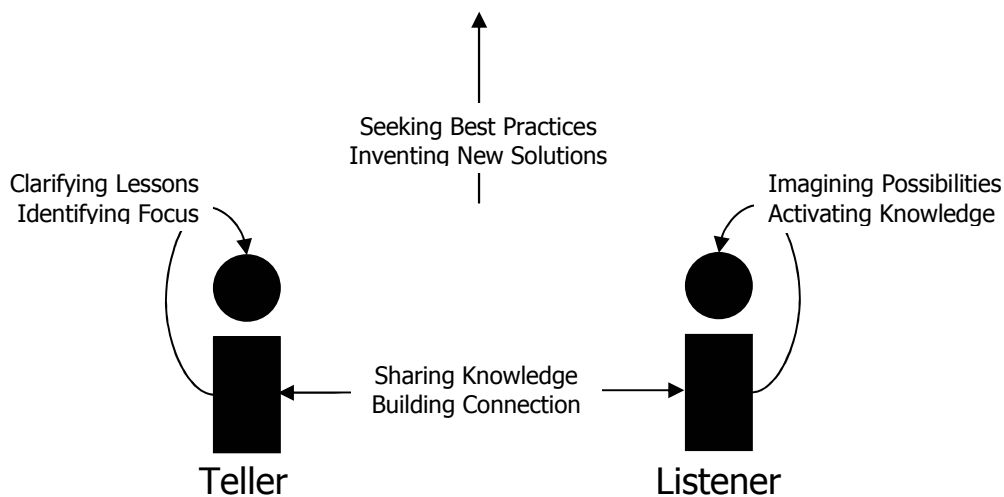 Seeking Best Practices
Inventing New Solutions
Clarifying Lessons
Identifying Focus
Imagining Possibilities
Activating Knowledge
Sharing Knowledge
Building Connection
Teller
Listener